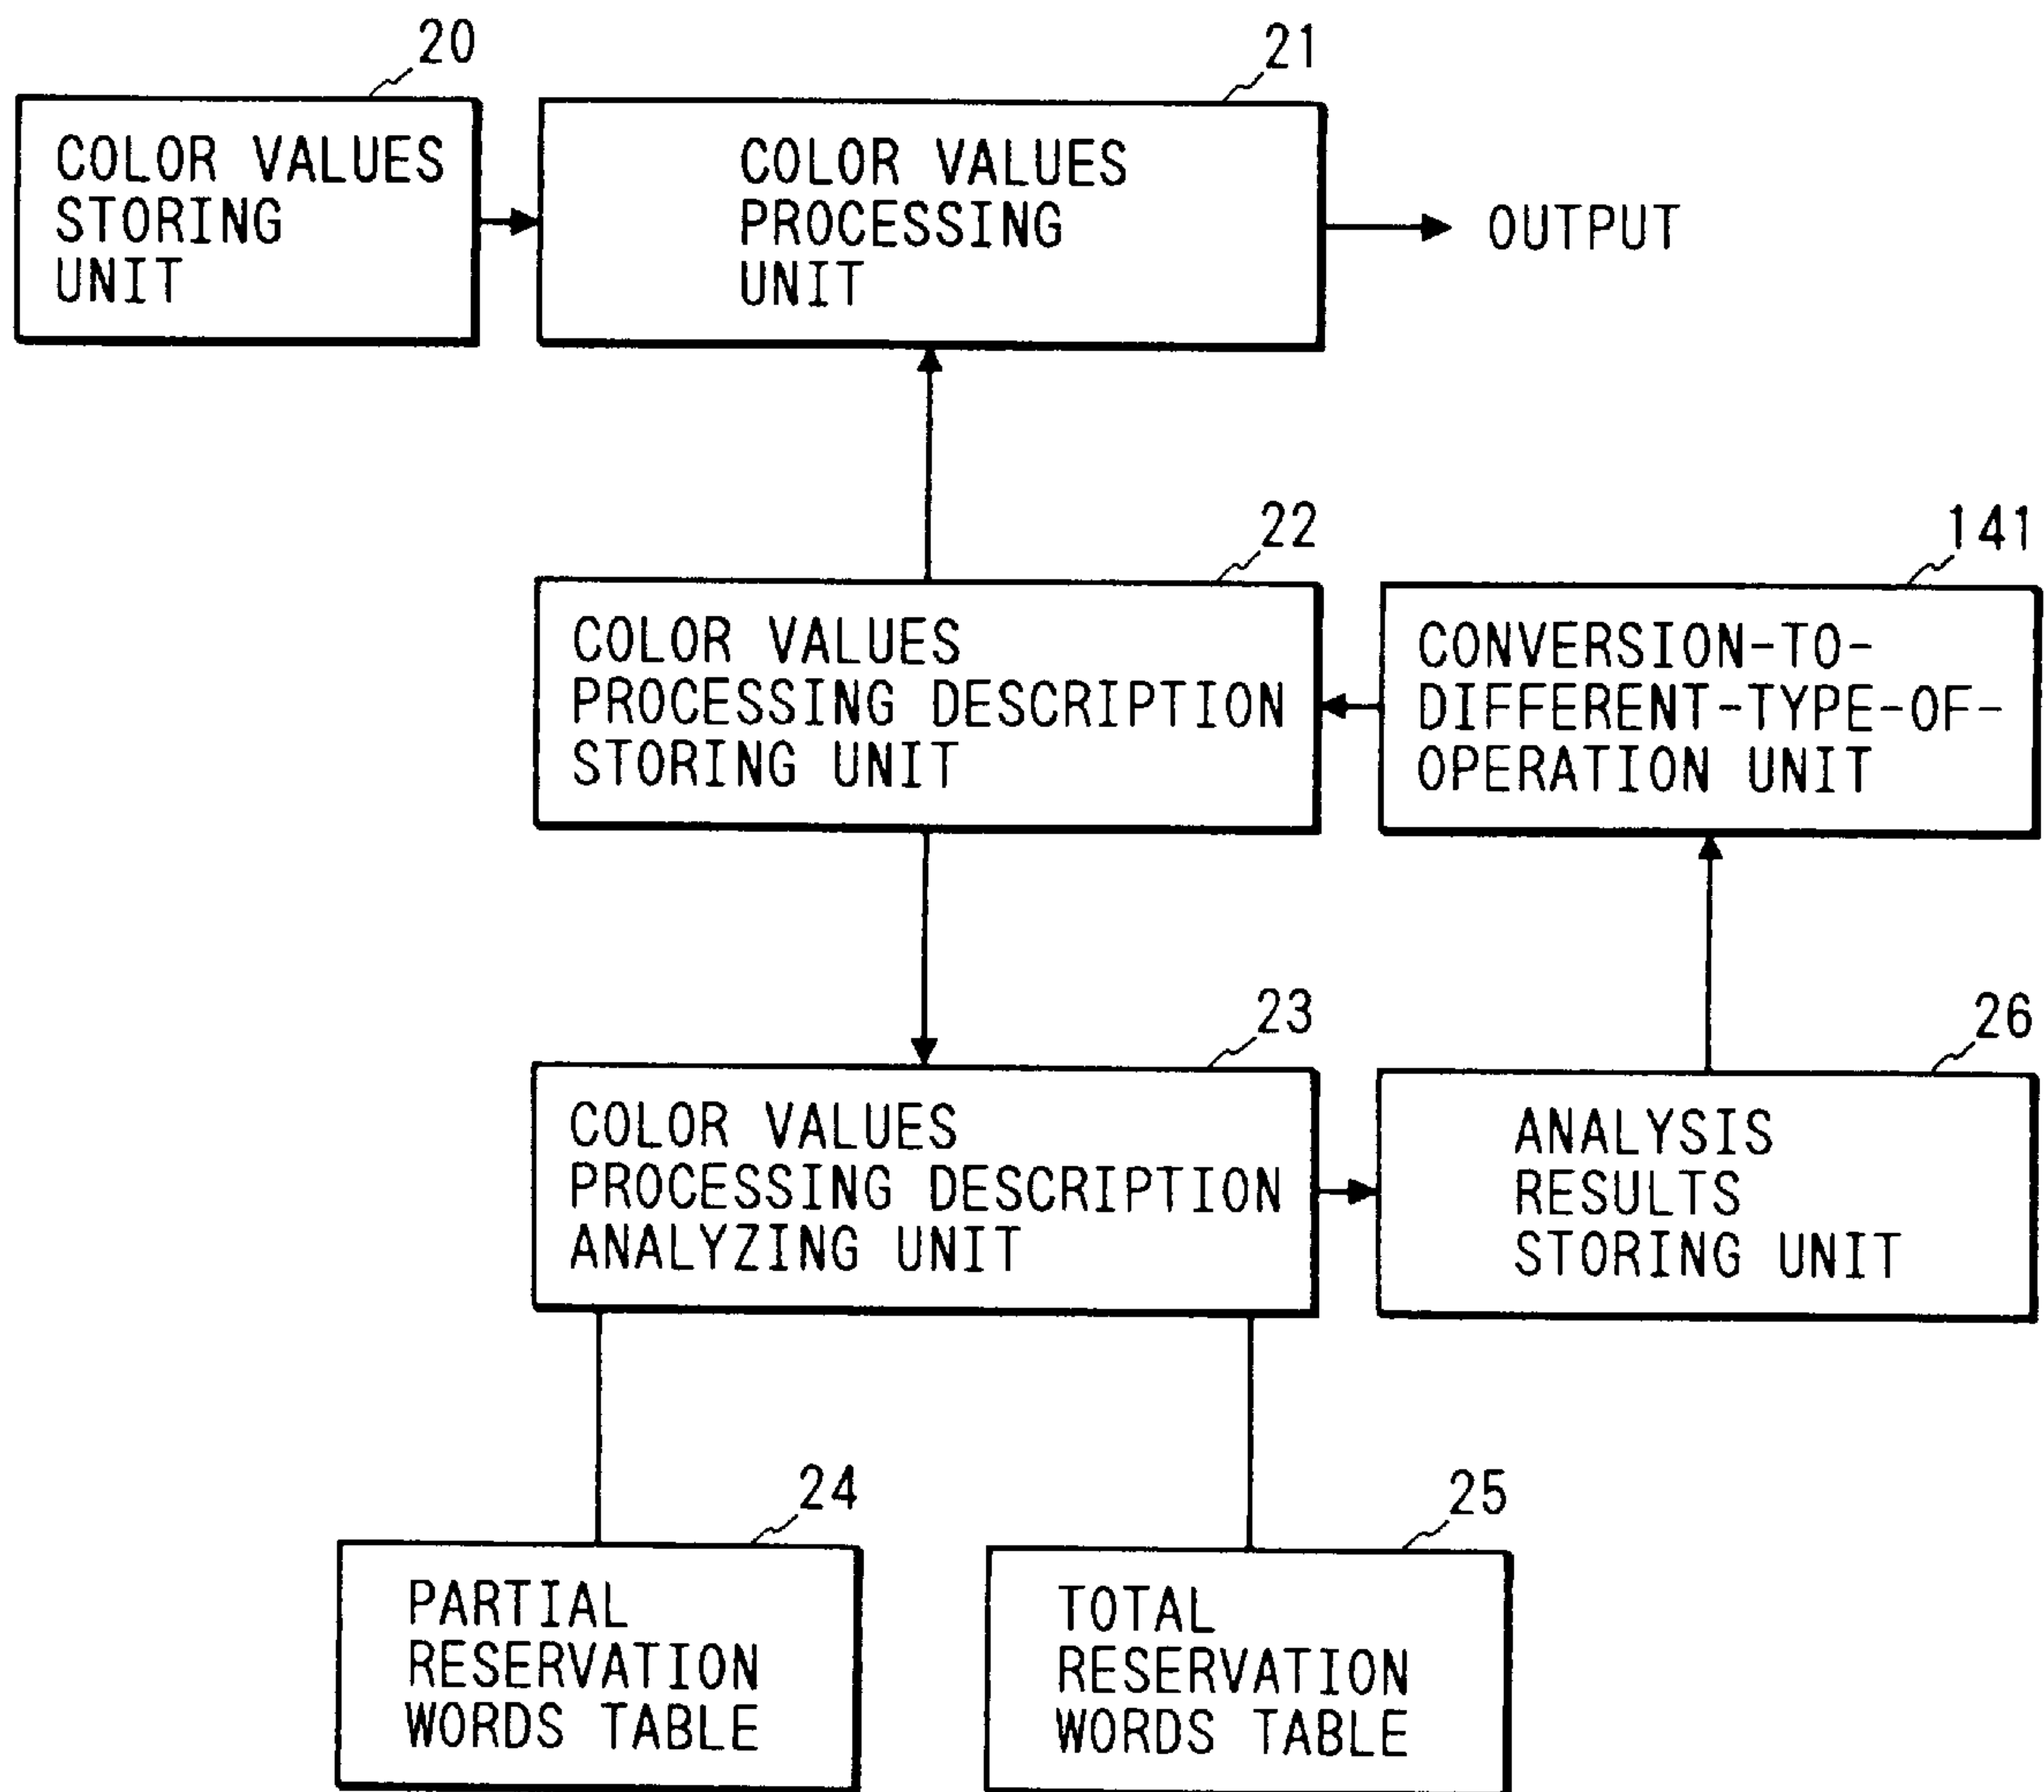 20
COLOR VALUES
STORING
UNIT
21
COLOR VALUES
PROCESSING
UNIT
OUTPUT
22
COLOR VALUES
PROCESSING DESCRIPTION
STORING UNIT
141
CONVERSION-TO-
DIFFERENT-TYPE-OF-
OPERATION UNIT
23
COLOR VALUES
PROCESSING DESCRIPTION
ANALYZING UNIT
26
ANALYSIS
RESULTS
STORING UNIT
24
PARTIAL
RESERVATION
WORDS TABLE
25
TOTAL
RESERVATION
WORDS TABLE